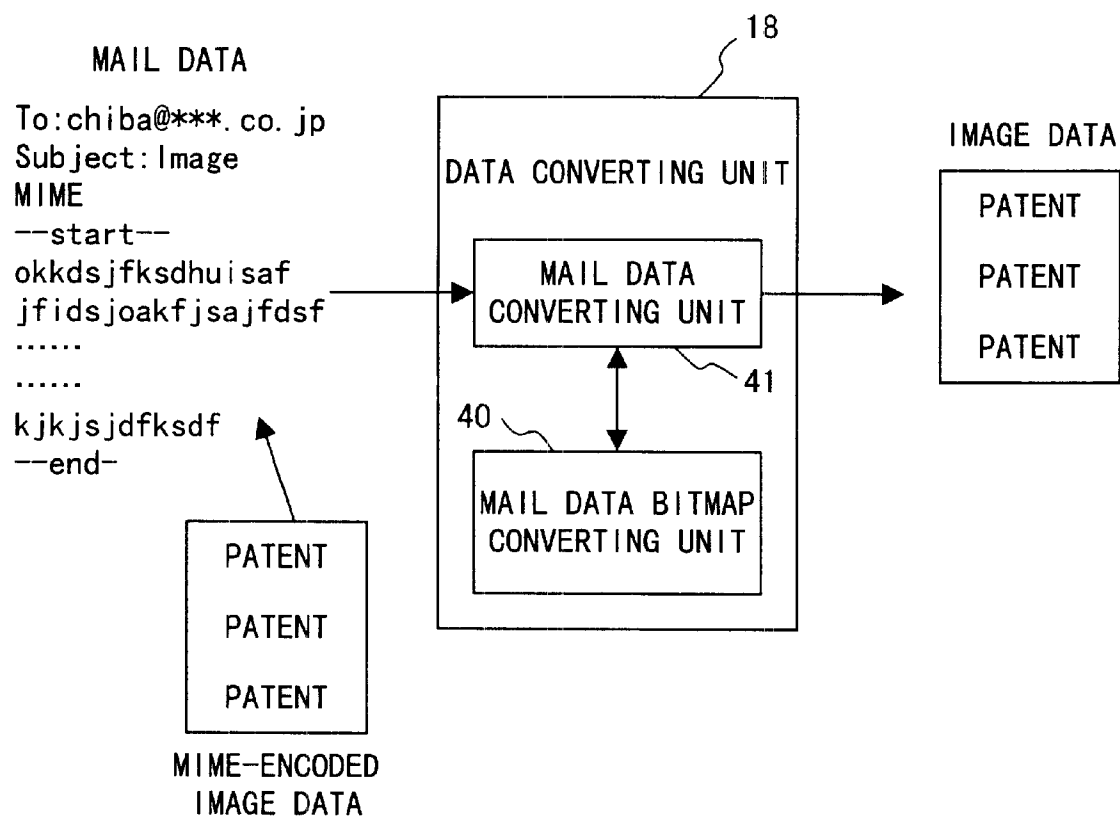 MAIL DATA
To:chiba@***.co.jp
Subject:Image
MIME
--start--
okkdsjfksdhuisaf
jfidsjoakfjsajfdsf
......
......
kjkjsjdfksdf
--end-
PATENT
PATENT
PATENT
MIME-ENCODED
IMAGE DATA
18
DATA CONVERTING UNIT
MAIL DATA
CONVERTING UNIT
41
40
MAIL DATA BITMAP
CONVERTING UNIT
IMAGE DATA
PATENT
PATENT
PATENT